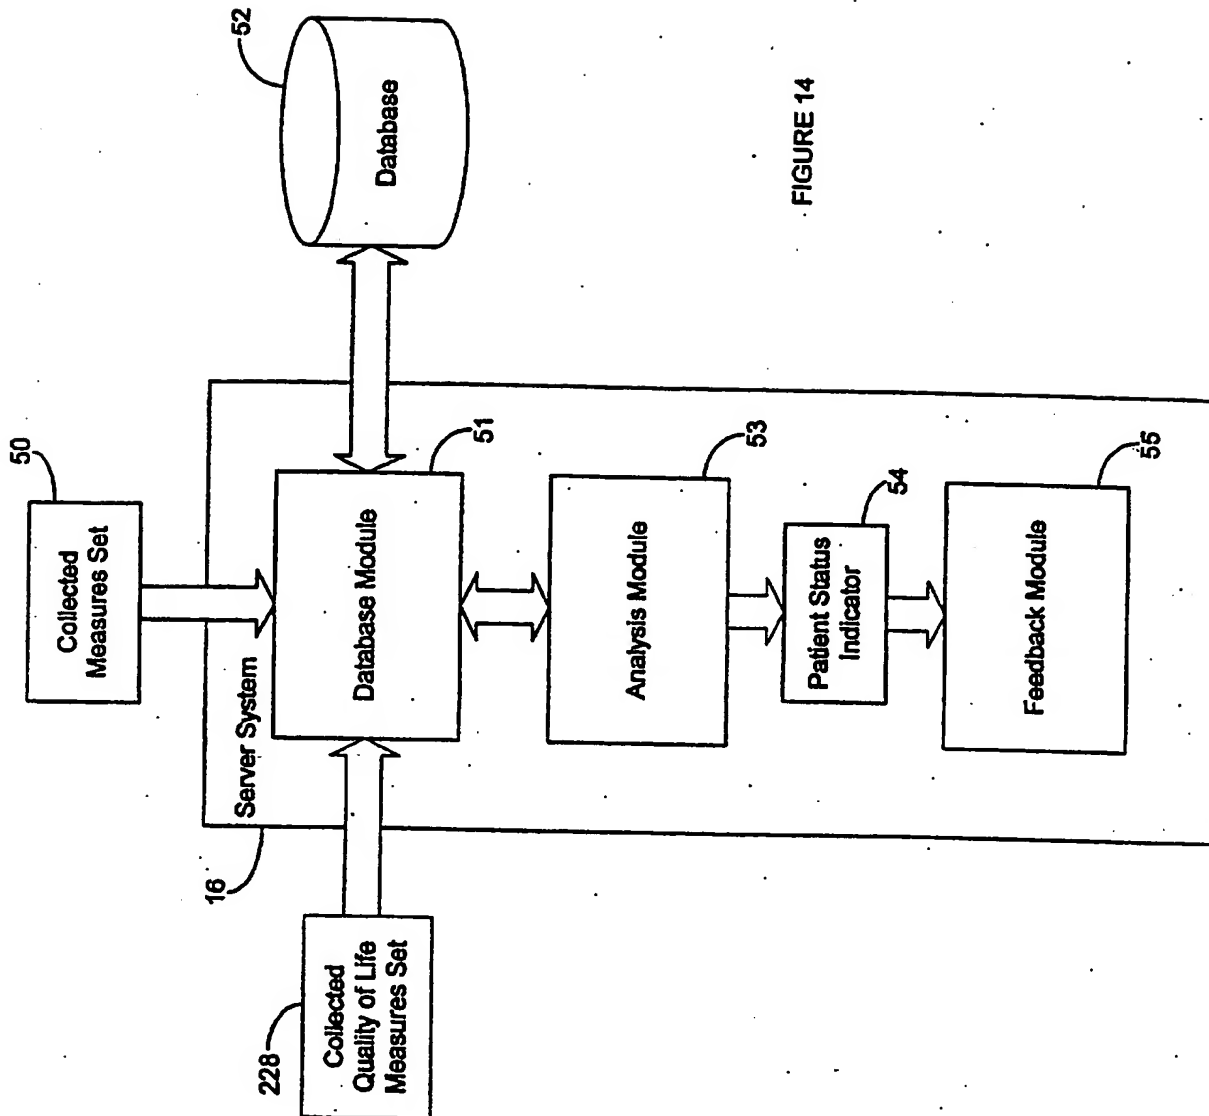 50
Collected
Measures Set
52
Database
Server System
16
Database Module
51
228
Collected
Quality of Life
Measures Set
Analysis Module
53
Patient Status
Indicator
54
Feedback Module
55
FIGURE 14